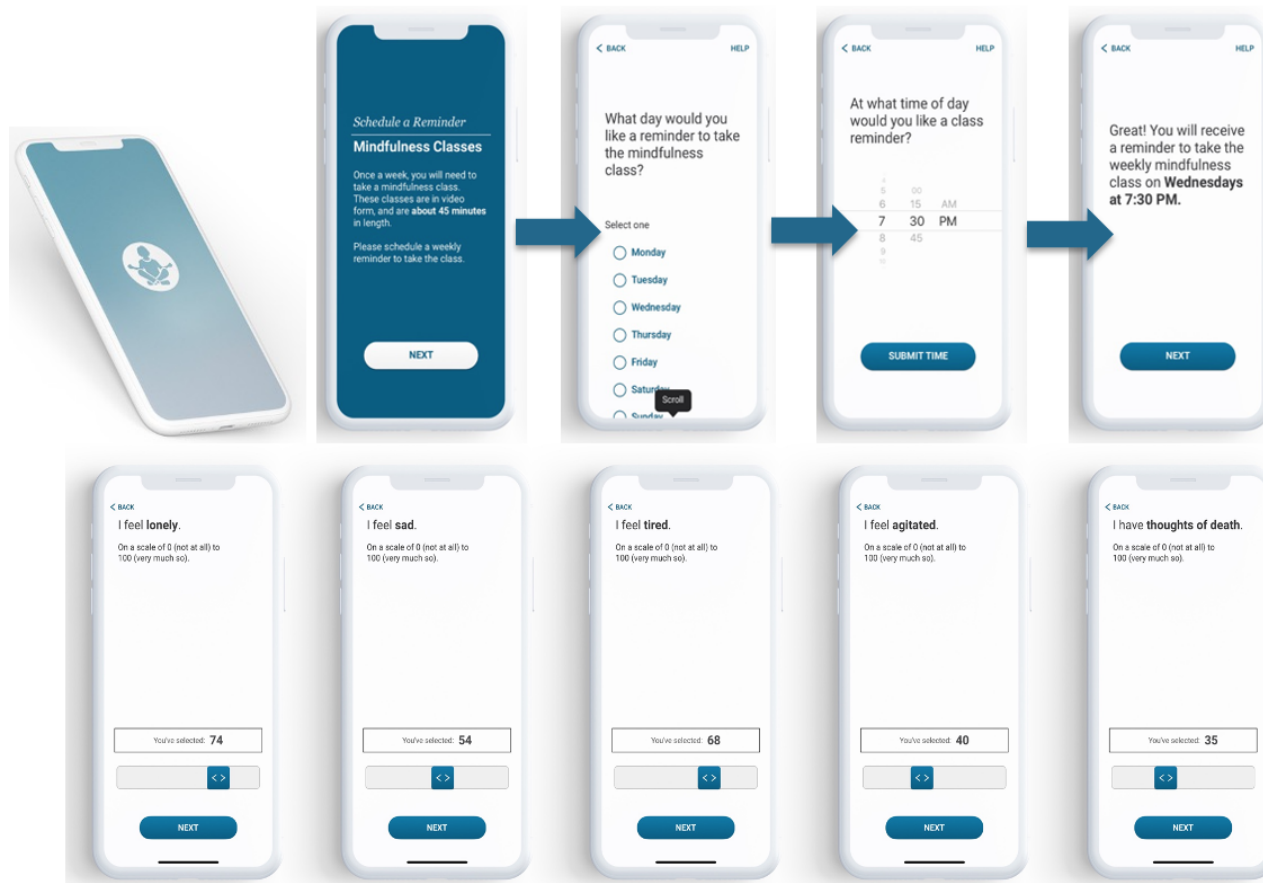 Schedule a Reminder
Mindfulness Classes
Once a week, you will need to
take a mindfulness class.
These classes are in video
form, and are about 45 minutes
in length.
Please schedule a weekly
reminder to take the class.
NEXT
< BACK HELP
What day would you
like a reminder to take
the mindfulness
class?
Select one
Monday
Tuesday
Wednesday
Thursday
Friday
Saturday
Scroll
Sunday
< BACK HELP
At what time of day
would you like a class
reminder?
5 00
6 15 AM
7 30 PM
8 45
9
SUBMIT TIME
< BACK HELP
Great! You will receive
a reminder to take the
weekly mindfulness
class on Wednesdays
at 7:30 PM.
NEXT
< BACK
I feel lonely.
On a scale of 0 (not at all) to
100 (very much so).
You've selected: 74
< >
NEXT
< BACK
I feel sad.
On a scale of 0 (not at all) to
100 (very much so).
You've selected: 54
< >
NEXT
< BACK
I feel tired.
On a scale of 0 (not at all) to
100 (very much so).
You've selected: 68
< >
NEXT
< BACK
I feel agitated.
On a scale of 0 (not at all) to
100 (very much so).
You've selected: 40
< >
NEXT
< BACK
I have thoughts of death.
On a scale of 0 (not at all) to
100 (very much so).
You've selected: 35
< >
NEXT